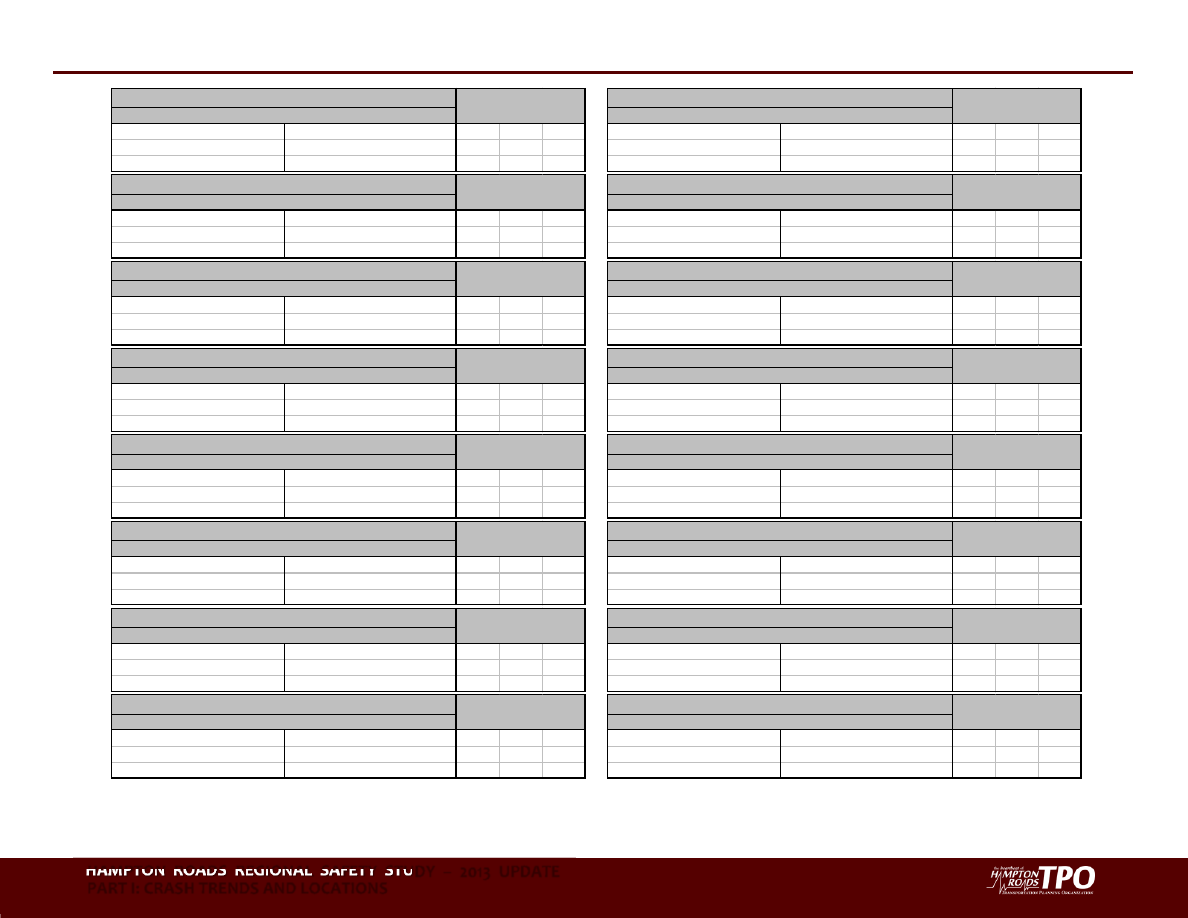 HAMPTON ROADS REGIONAL SAFETY STUDY – 2013 UPDATE
PART I: CRASH TRENDS AND LOCATIONS
HAMPTON
ROADS TPO
TRANSPORTATION PLANNING ORGANIZATION